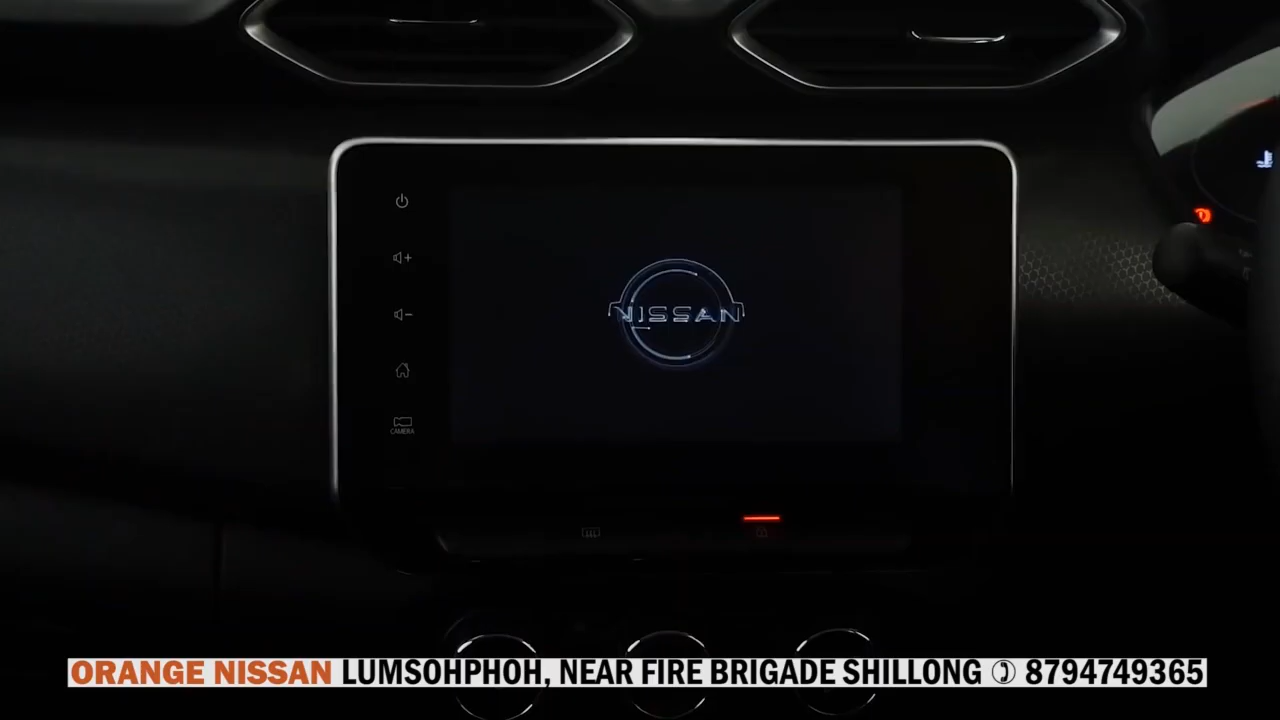 NISSAN
CAMERA
ORANGE NISSAN LUMSOHPHOH, NEAR FIRE BRIGADE SHILLONG ✆ 8794749365